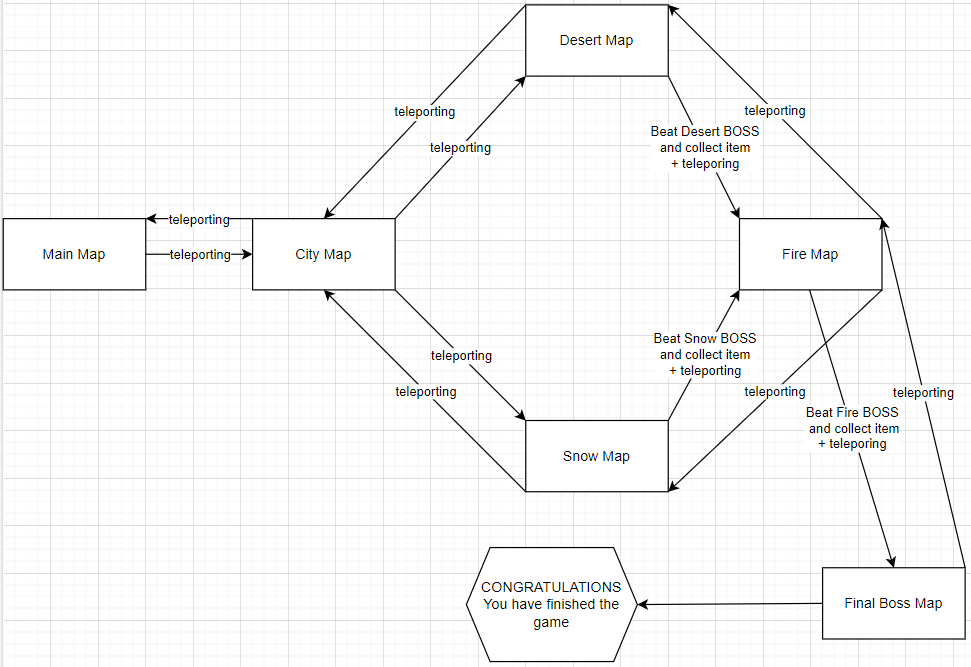 Desert Map
teleporting
teleporting
teleporting
Beat Desert BOSS
and collect item
+ teleporing
teleporting
Main Map
teleporting
City Map
Fire Map
Beat Snow BOSS
and collect item
+ teleporting
teleporting
teleporting
teleporting
teleporting
Beat Fire BOSS
and collect item
+ teleporing
Snow Map
CONGRATULATIONS
You have finished the
game
Final Boss Map